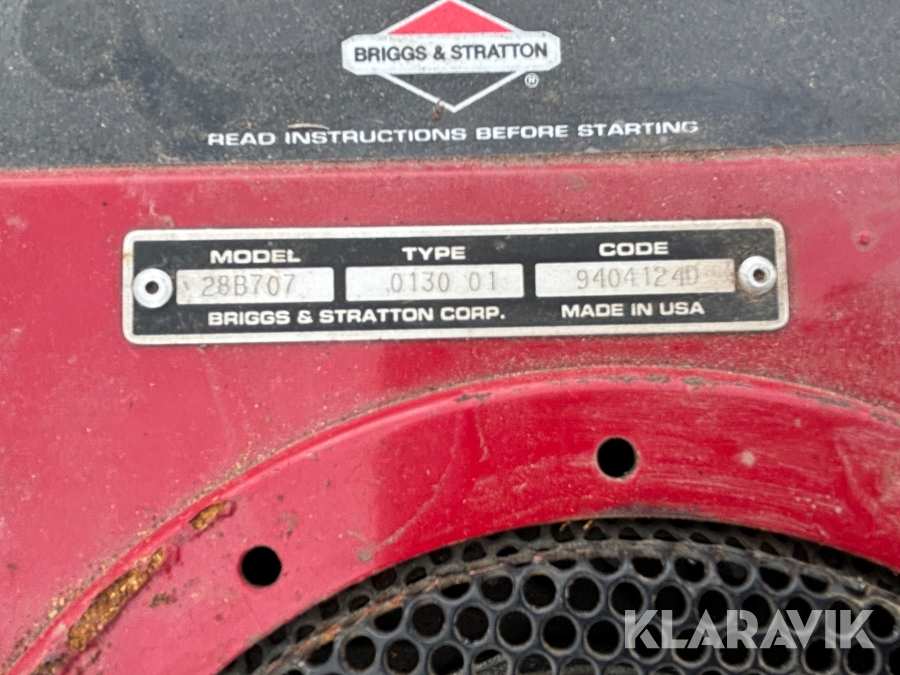 BRIGGS & STRATTON
®
READ INSTRUCTIONS BEFORE STARTING
MODEL TYPE CODE
28B707 0130 01 9404124D
BRIGGS & STRATTON CORP. MADE IN USA
KLARAVIK